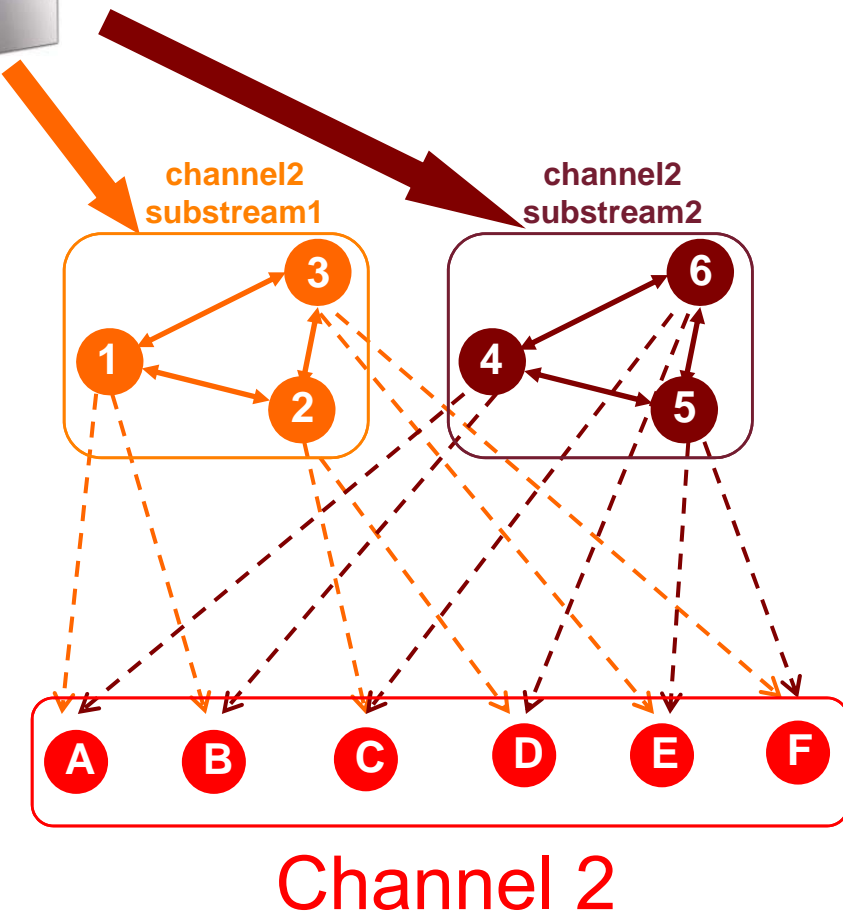 channel2
substream1
channel2
substream2
3
6
1
4
2
5
A B C D E F
Channel 2